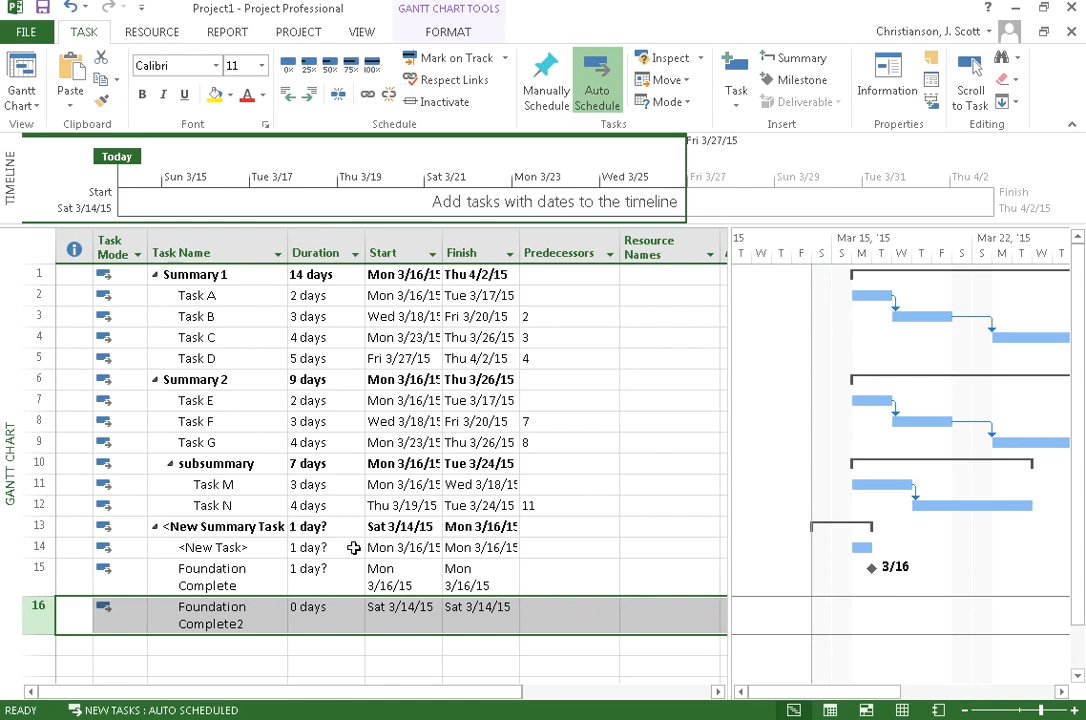 Project1 - Project Professional
GANTT CHART TOOLS
FILE
TASK
RESOURCE
REPORT
PROJECT
VIEW
FORMAT
Christianson, J. Scott
Gantt
Chart
View
Paste
Clipboard
Calibri
11
B I U
A
Font
0% 25% 50% 75% 100%
Mark on Track
Respect Links
Inactivate
Schedule
Manually
Schedule
Auto
Schedule
Inspect
Move
Mode
Tasks
Task
Summary
Milestone
Deliverable
Insert
Information
Properties
Scroll
to Task
Editing
TIMELINE
Today
Fri 3/27/15
Sun 3/15
Tue 3/17
Thu 3/19
Sat 3/21
Mon 3/23
Wed 3/25
Fri 3/27
Sun 3/29
Tue 3/31
Thu 4/2
Start
Sat 3/14/15
Add tasks with dates to the timeline
Finish
Thu 4/2/15
GANTT CHART
Task Mode
Task Name
Duration
Start
Finish
Predecessors
Resource Names
15
Mar 15, '15
Mar 22, '15
T W T F S S M T W T F S S M T W T
1 Summary 1 14 days Mon 3/16/15 Thu 4/2/15
2 Task A 2 days Mon 3/16/15 Tue 3/17/15
3 Task B 3 days Wed 3/18/15 Fri 3/20/15 2
4 Task C 4 days Mon 3/23/15 Thu 3/26/15 3
5 Task D 5 days Fri 3/27/15 Thu 4/2/15 4
6 Summary 2 9 days Mon 3/16/15 Thu 3/26/15
7 Task E 2 days Mon 3/16/15 Tue 3/17/15
8 Task F 3 days Wed 3/18/15 Fri 3/20/15 7
9 Task G 4 days Mon 3/23/15 Thu 3/26/15 8
10 subsummary 7 days Mon 3/16/15 Tue 3/24/15
11 Task M 3 days Mon 3/16/15 Wed 3/18/15
12 Task N 4 days Thu 3/19/15 Tue 3/24/15 11
13 <New Summary Task 1 day? Sat 3/14/15 Mon 3/16/15
14 <New Task> 1 day? Mon 3/16/15 Mon 3/16/15
15 Foundation Complete 1 day? Mon 3/16/15 Mon 3/16/15
3/16
16 Foundation Complete2 0 days Sat 3/14/15 Sat 3/14/15
READY
NEW TASKS : AUTO SCHEDULED